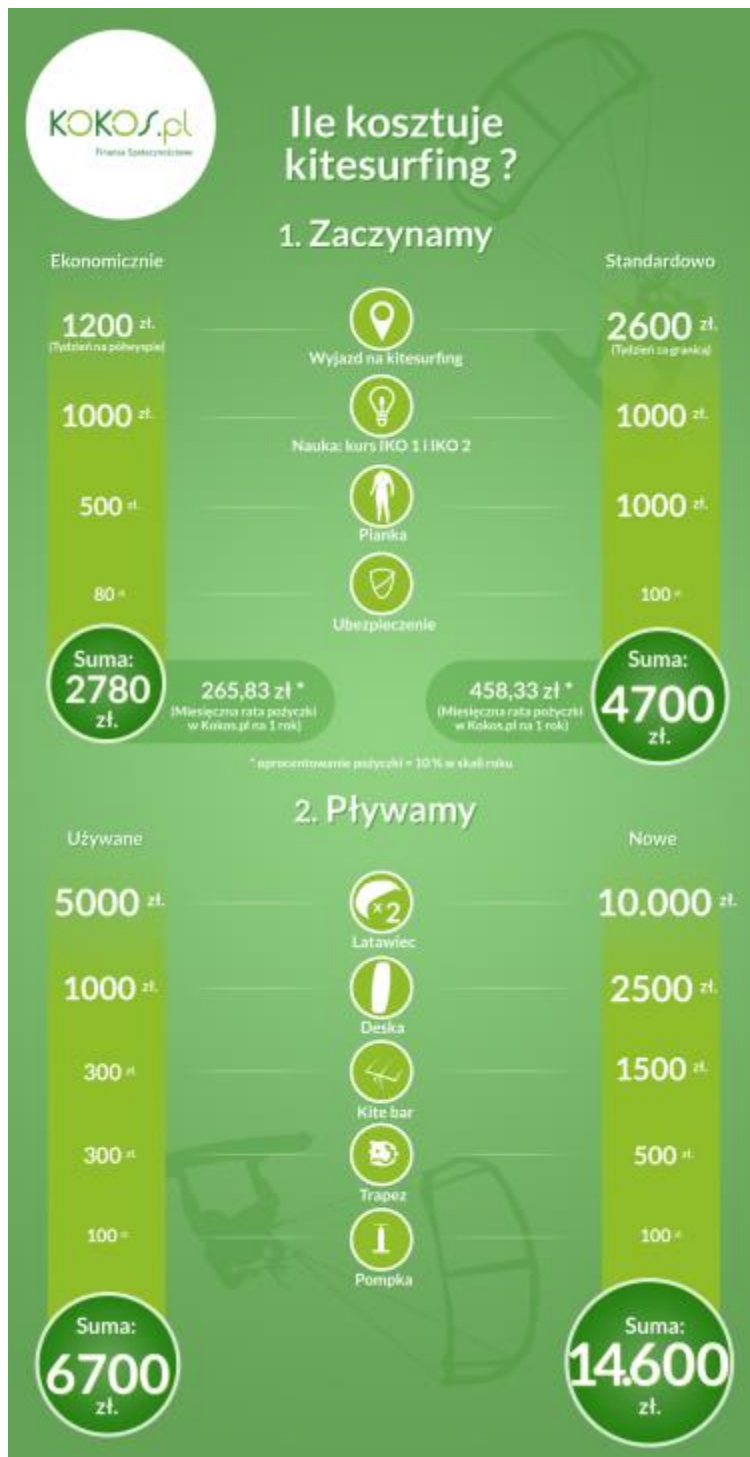 KOKOS.pl
Finanse Społecznościowe
Ile kosztuje
kitesurfing ?
1. Zaczynamy
Ekonomicznie
Standardowo
1200 zł.
(Tydzień na półwyspie)
Wyjazd na kitesurfing
2600 zł.
(Tydzień za granicą)
1000 zł.
Nauka: kurs IKO 1 i IKO 2
1000 zł.
500 zł.
Pianka
1000 zł.
80 zł
Ubezpieczenie
100 zł
Suma:
2780
zł.
265,83 zł *
(Miesięczna rata pożyczki
w Kokos.pl na 1 rok)
458,33 zł *
(Miesięczna rata pożyczki
w Kokos.pl na 1 rok)
Suma:
4700
zł.
* oprocentowanie pożyczki = 10 % w skali roku
2. Pływamy
Używane
Nowe
5000 zł.
×2
Latawiec
10.000 zł.
1000 zł.
Deska
2500 zł.
300 zł
Kite bar
1500 zł.
300 zł.
Trapez
500 zł.
100 zł
Pompka
100 zł
Suma:
6700
zł.
Suma:
14.600
zł.